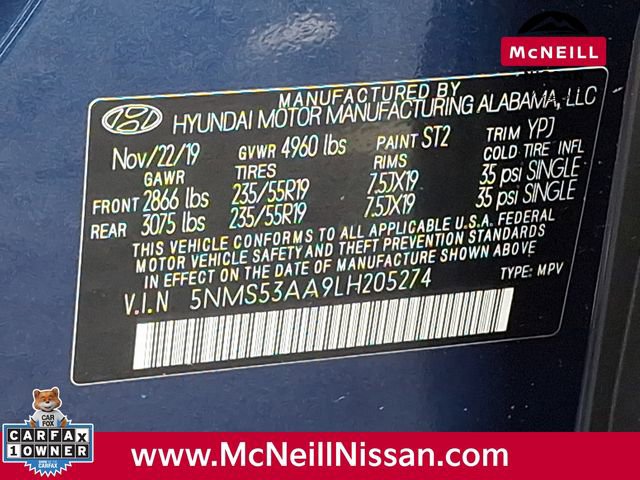 McNEILL
MANUFACTURED BY
HYUNDAI MOTOR MANUFACTURING ALABAMA, LLC
Nov/22/19 GVWR 4960 lbs PAINT ST2 TRIM YPJ
GAWR TIRES RIMS COLD TIRE INFL
FRONT 2866 lbs 235/55R19 7.5JX19 35 psi SINGLE
REAR 3075 lbs 235/55R19 7.5JX19 35 psi SINGLE
THIS VEHICLE CONFORMS TO ALL APPLICABLE U.S.A. FEDERAL
MOTOR VEHICLE SAFETY AND THEFT PREVENTION STANDARDS
IN EFFECT ON THE DATE OF MANUFACTURE SHOWN ABOVE
V.I.N 5NMS53AA9LH205274 TYPE: MPV
CAR
FOX
CARFAX
1 OWNER
CARFAX
www.McNeillNissan.com